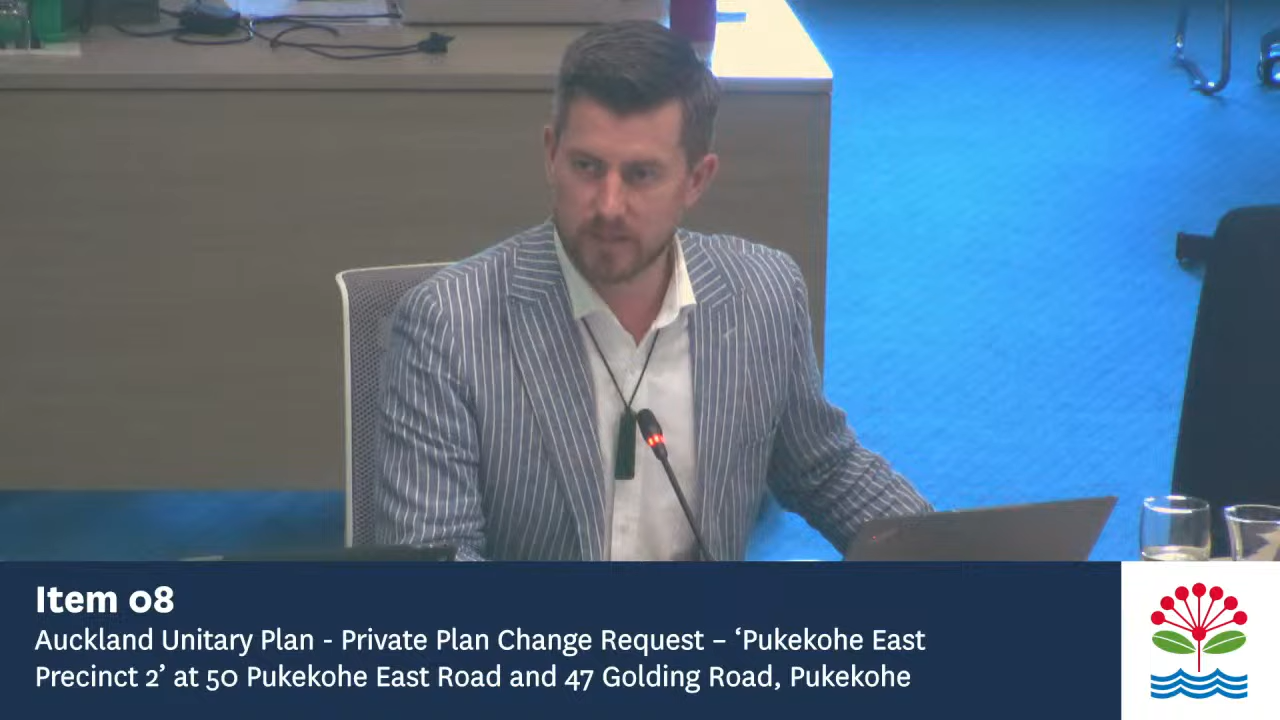 Item 08
Auckland Unitary Plan - Private Plan Change Request – ‘Pukekohe East
Precinct 2’ at 50 Pukekohe East Road and 47 Golding Road, Pukekohe